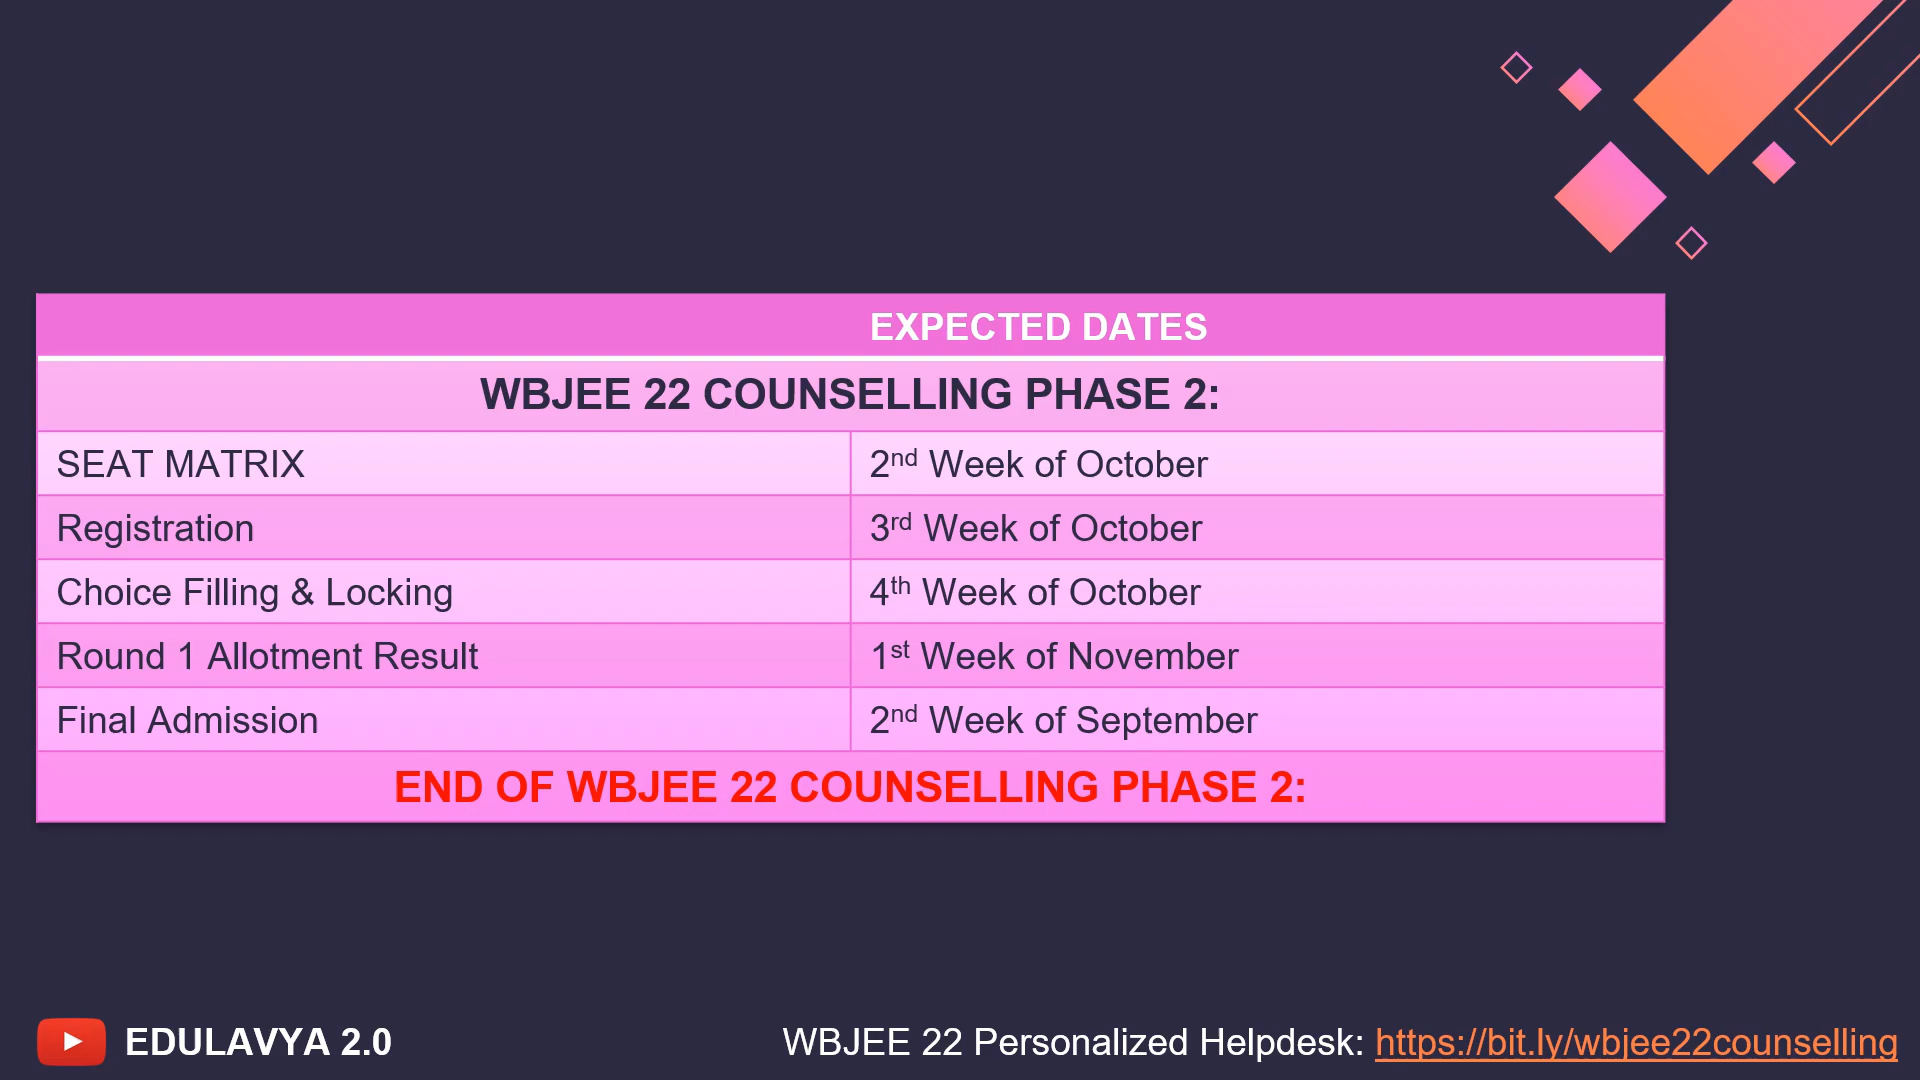 EXPECTED DATES
WBJEE 22 COUNSELLING PHASE 2:
SEAT MATRIX 2nd Week of October
Registration 3rd Week of October
Choice Filling & Locking 4th Week of October
Round 1 Allotment Result 1st Week of November
Final Admission 2nd Week of September
END OF WBJEE 22 COUNSELLING PHASE 2:
EDULAVYA 2.0 WBJEE 22 Personalized Helpdesk: https://bit.ly/wbjee22counselling